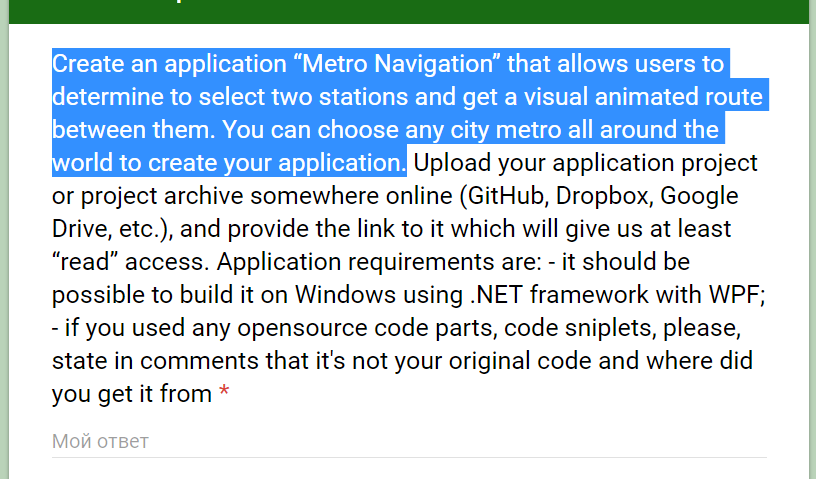 Create an application “Metro Navigation” that allows users to
determine to select two stations and get a visual animated route
between them. You can choose any city metro all around the
world to create your application. Upload your application project
or project archive somewhere online (GitHub, Dropbox, Google
Drive, etc.), and provide the link to it which will give us at least
“read” access. Application requirements are: - it should be
possible to build it on Windows using .NET framework with WPF;
- if you used any opensource code parts, code sniplets, please,
state in comments that it's not your original code and where did
you get it from *
Мой ответ